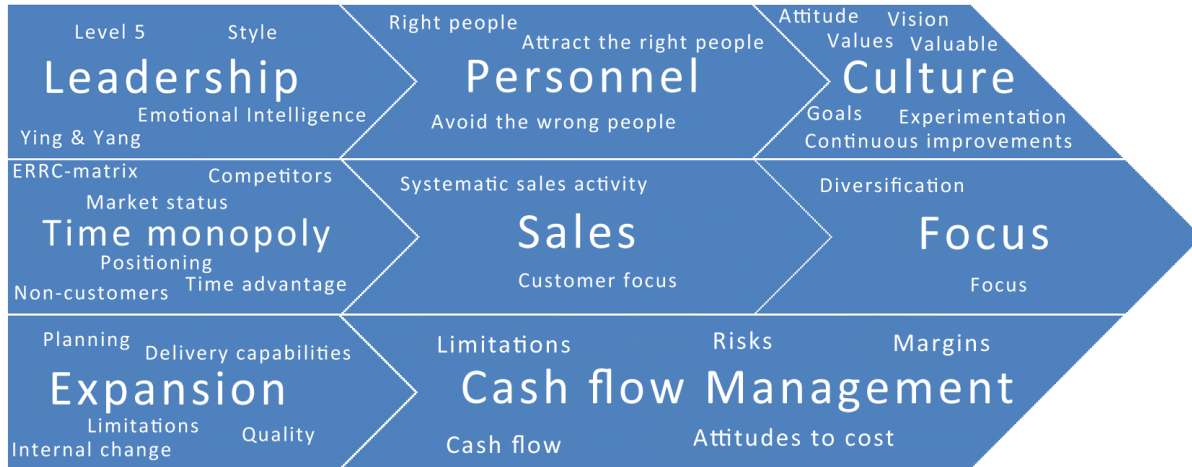 Level 5 Style
Leadership
Emotional Intelligence
Ying & Yang
Right people
Attract the right people
Personnel
Avoid the wrong people
Attitude Vision
Values Valuable
Culture
Goals Experimentation
Continuous improvements
ERRC-matrix Competitors
Market status
Time monopoly
Positioning
Non-customers Time advantage
Systematic sales activity
Sales
Customer focus
Diversification
Focus
Focus
Planning
Delivery capabilities
Expansion
Limitations
Internal change Quality
Limitations Risks Margins
Cash flow Management
Cash flow Attitudes to cost